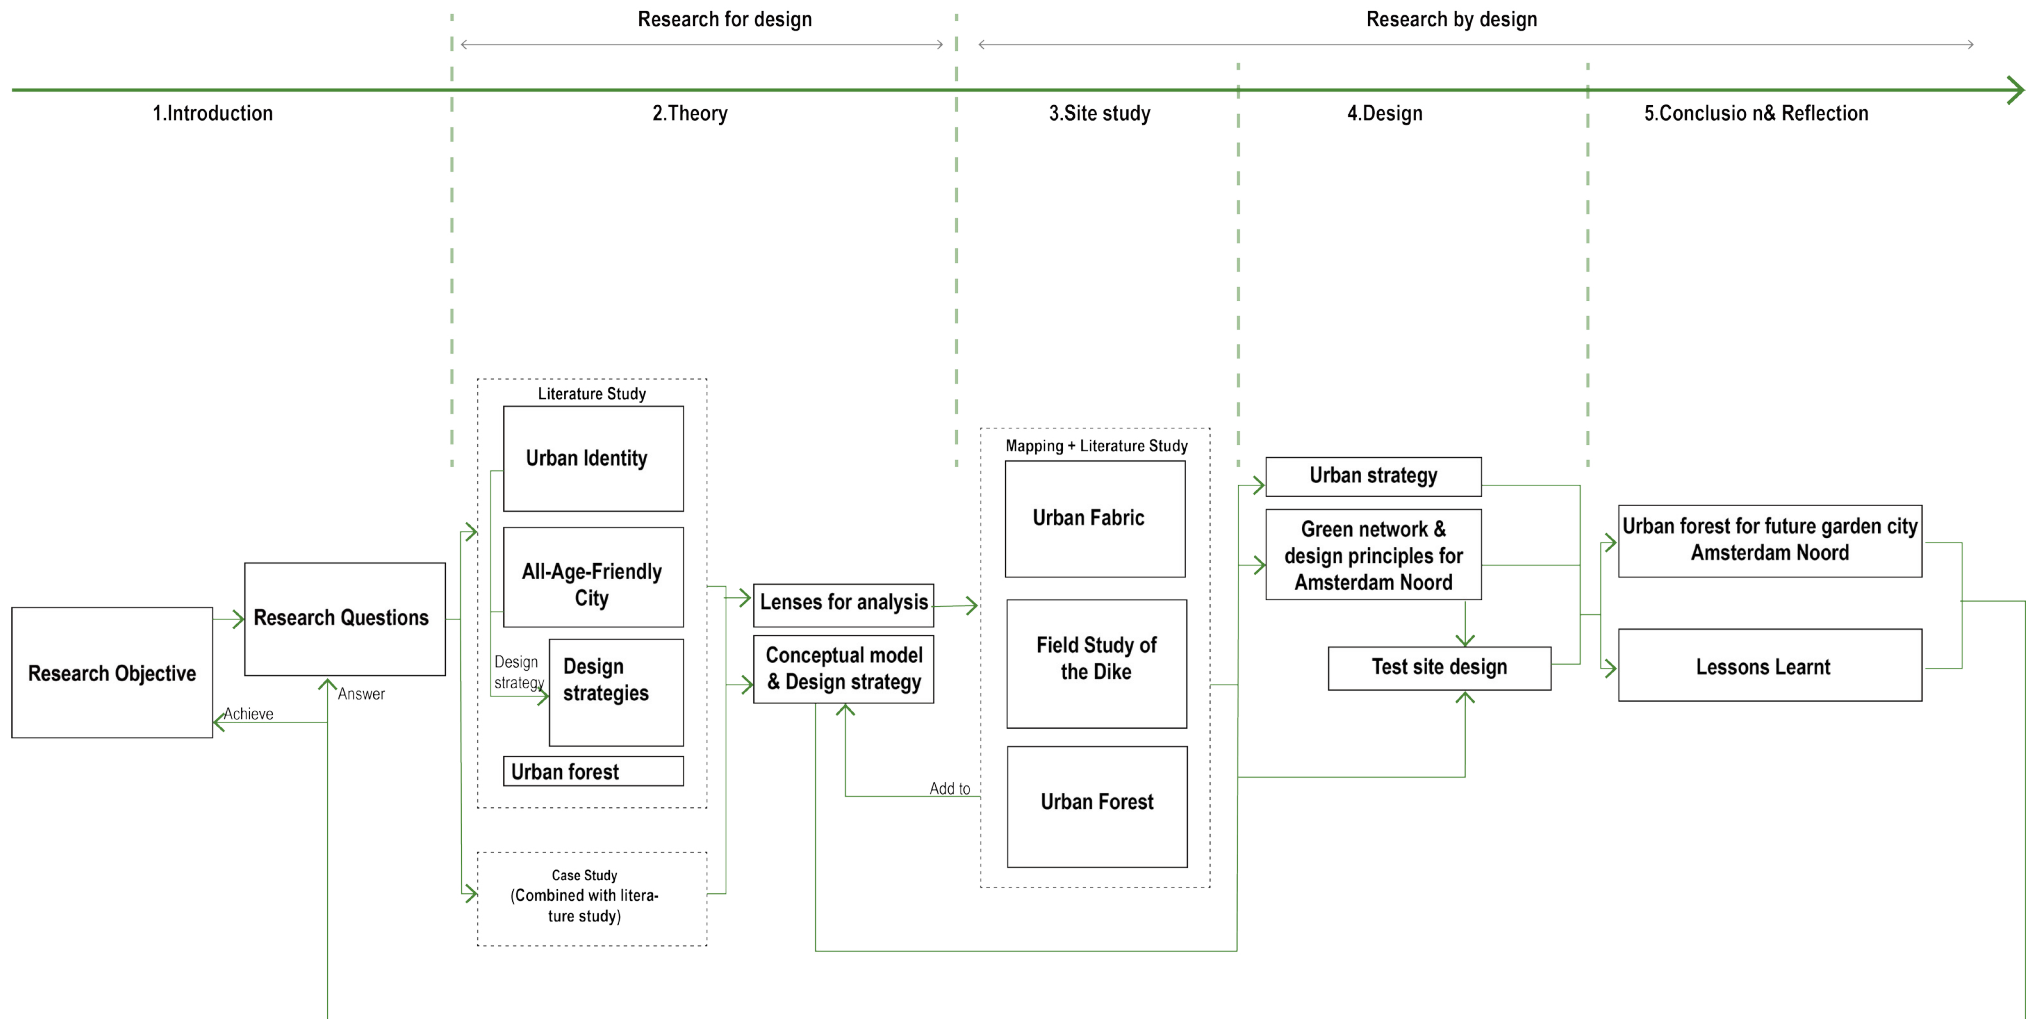 Research for design
Research by design
1.Introduction
2.Theory
3.Site study
4.Design
5.Conclusio n& Reflection
Research Objective
Research Questions
Achieve
Answer
Literature Study
Urban Identity
All-Age-Friendly
City
Design
strategy
Design
strategies
Urban forest
Case Study
(Combined with litera-
ture study)
Lenses for analysis
Conceptual model
& Design strategy
Add to
Mapping + Literature Study
Urban Fabric
Field Study of
the Dike
Urban Forest
Urban strategy
Green network &
design principles for
Amsterdam Noord
Test site design
Urban forest for future garden city
Amsterdam Noord
Lessons Learnt